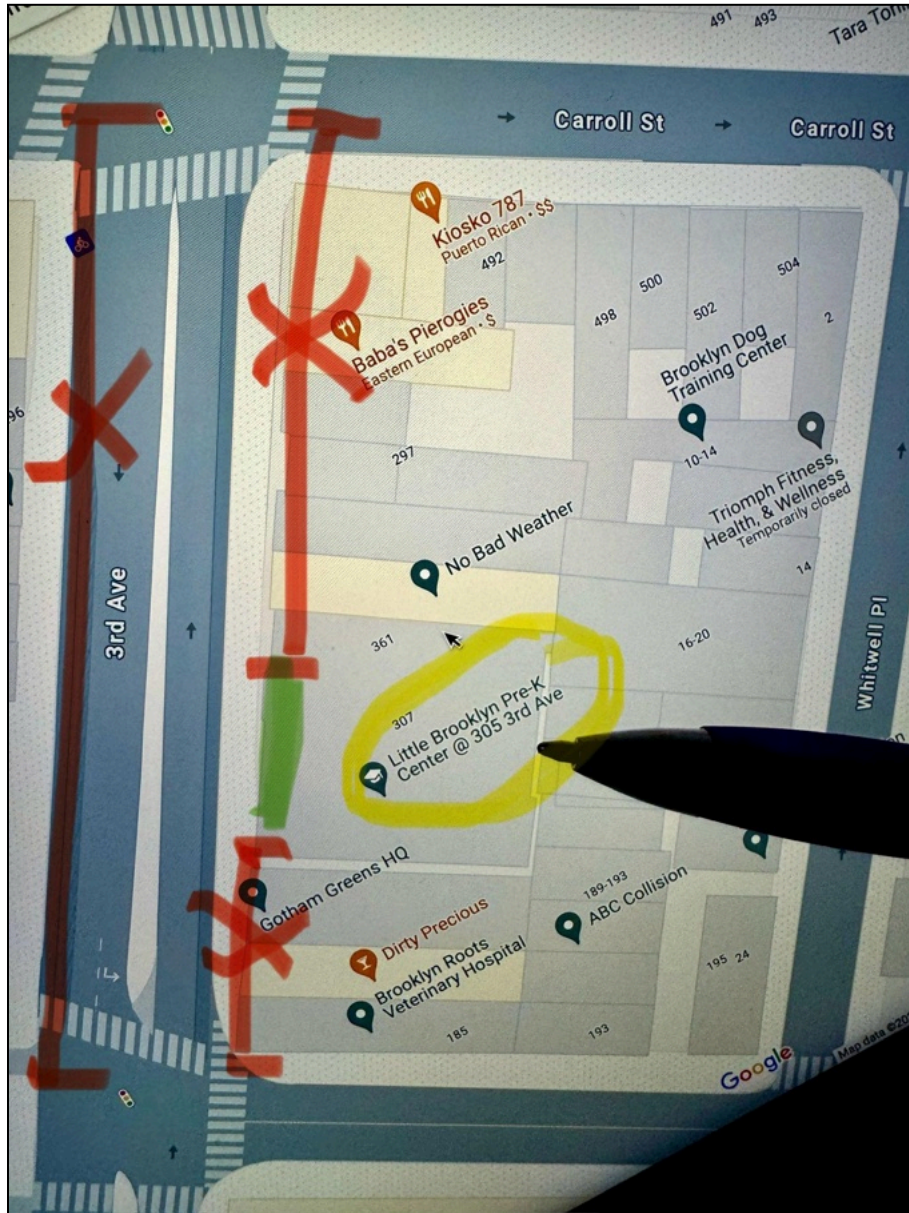 491
493
Carroll St
Carroll St
Kiosko 787
Puerto Rican • $$
492
498
500
502
504
2
Baba's Pierogies
Eastern European • $
Brooklyn Dog
Training Center
10-14
Triomph Fitness,
Health, & Wellness
Temporarily closed
297
No Bad Weather
14
3rd Ave
361
16-20
Whitwell Pl
307
Little Brooklyn Pre-K
Center @ 305 3rd Ave
Gotham Greens HQ
189-193
ABC Collision
Dirty Precious
Brooklyn Roots
Veterinary Hospital
195
24
185
193
Google
Map data